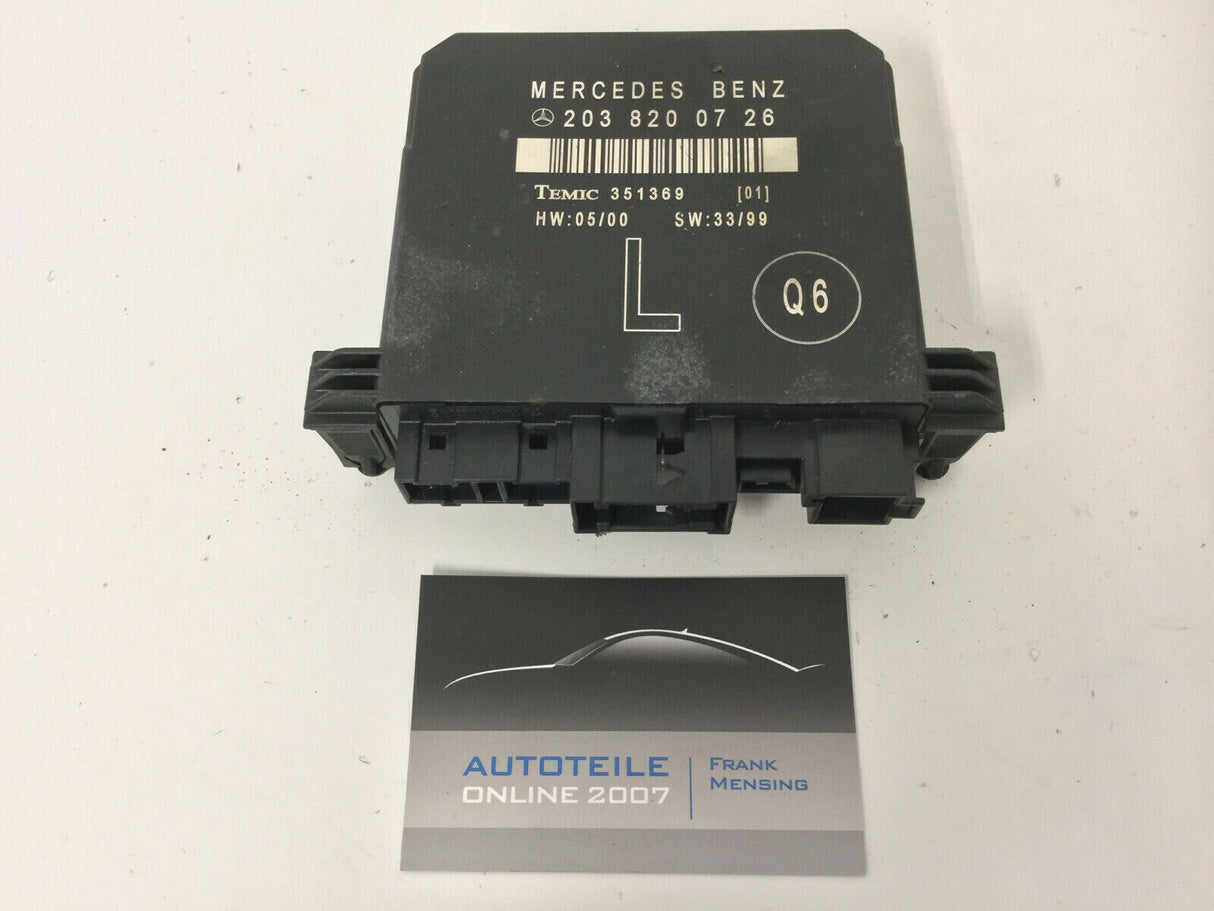 MERCEDES BENZ
203 820 07 26
TEMIC 351369 [01]
HW:05/00 SW:33/99
L
Q6
AUTOTEILE
ONLINE 2007
FRANK
MENSING